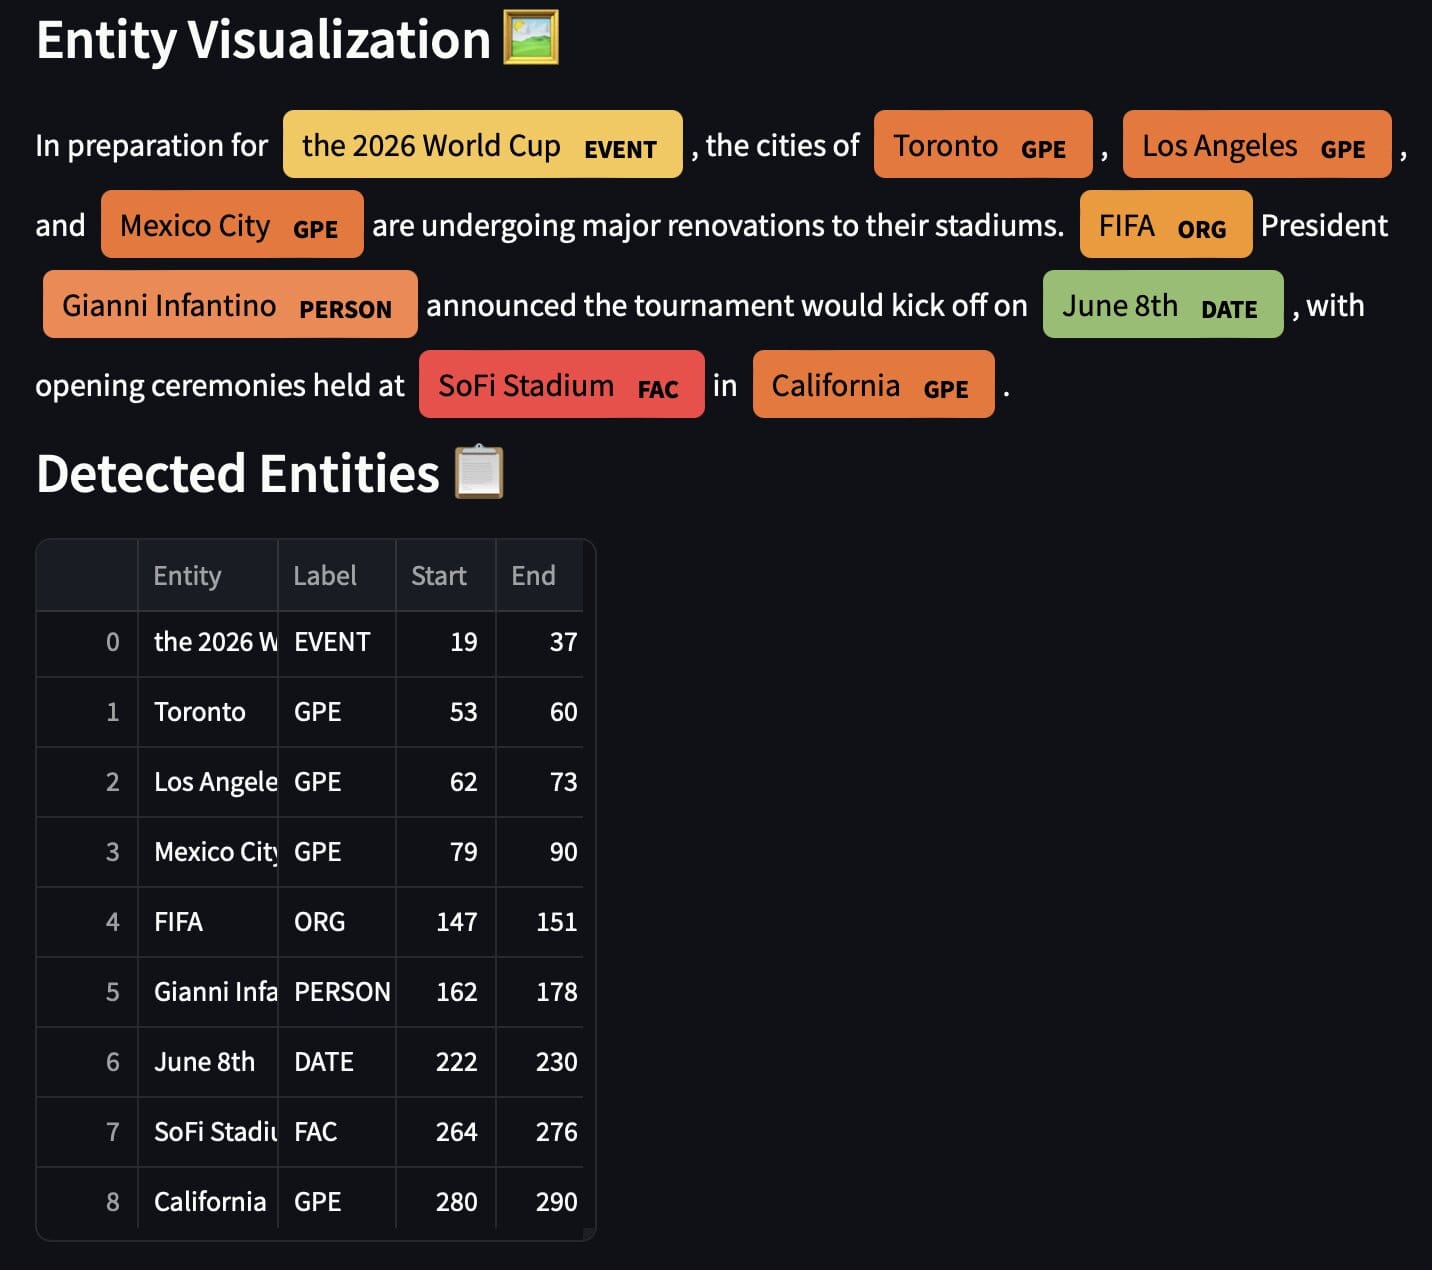 Entity Visualization
In preparation for the 2026 World Cup EVENT , the cities of Toronto GPE , Los Angeles GPE ,
and Mexico City GPE are undergoing major renovations to their stadiums. FIFA ORG President
Gianni Infantino PERSON announced the tournament would kick off on June 8th DATE , with
opening ceremonies held at SoFi Stadium FAC in California GPE .
Detected Entities
Entity Label Start End
0 the 2026 W EVENT 19 37
1 Toronto GPE 53 60
2 Los Angele GPE 62 73
3 Mexico City GPE 79 90
4 FIFA ORG 147 151
5 Gianni Infa PERSON 162 178
6 June 8th DATE 222 230
7 SoFi Stadiu FAC 264 276
8 California GPE 280 290